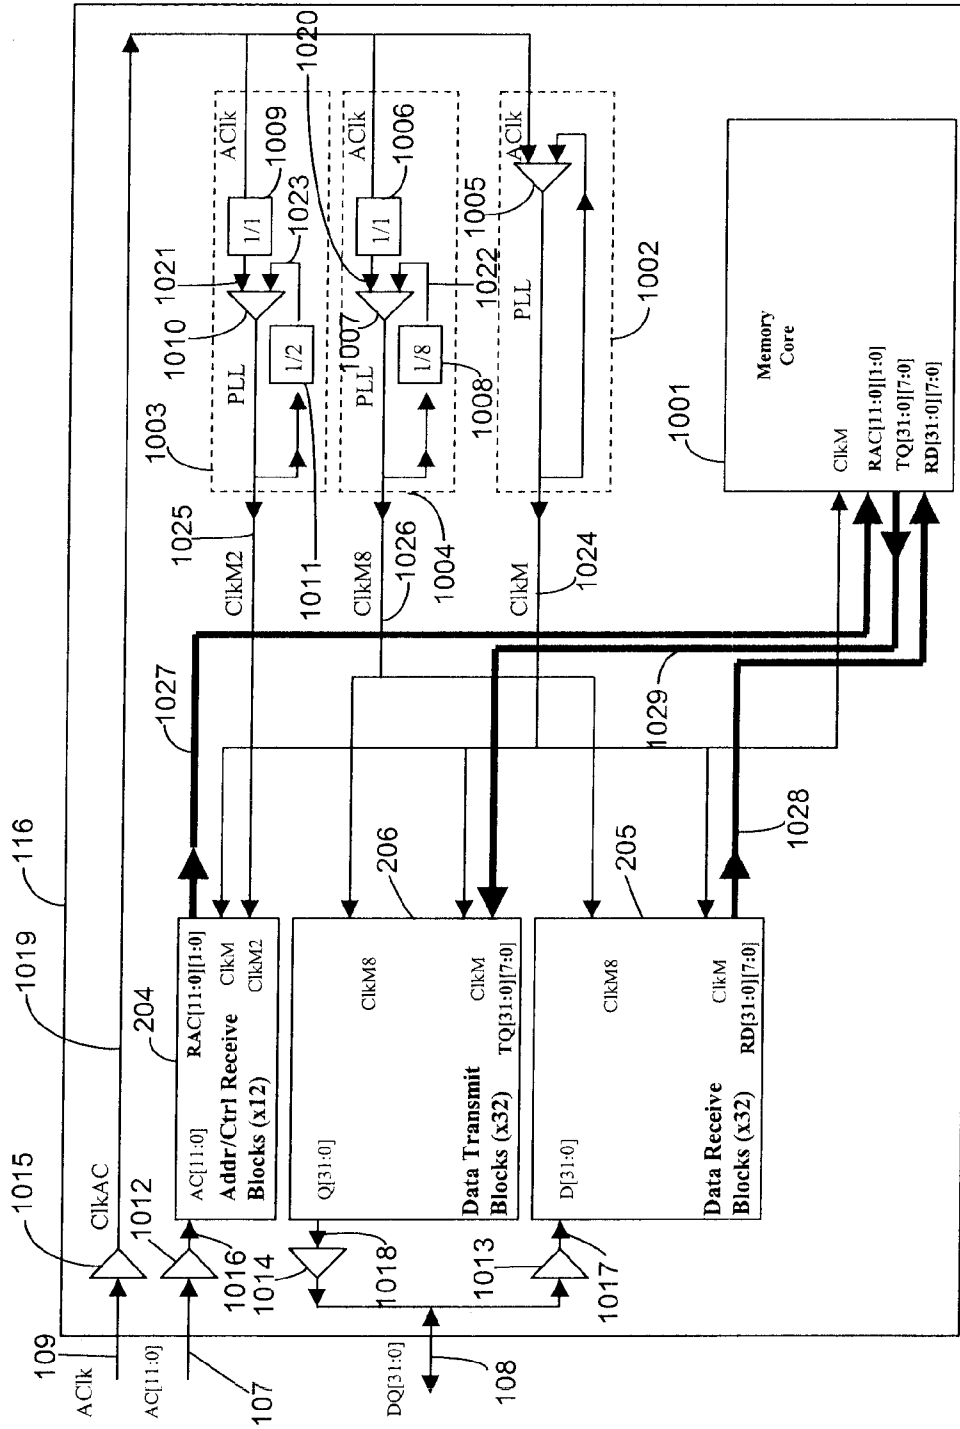 116
1019
ClkAC
1015
109
AClk
1012
AC[11:0]
107
1016
1014
1018
DQ[31:0]
108
1013
1017
204
AC[11:0]
RAC[11:0][1:0]
Addr/Ctrl Receive
Blocks (x12)
ClkM
ClkM2
Q[31:0]
206
ClkM8
ClkM
Data Transmit
Blocks (x32)
TQ[31:0][7:0]
D[31:0]
205
ClkM8
ClkM
Data Receive
Blocks (x32)
RD[31:0][7:0]
1027
1028
1029
ClkM2
1025
ClkM8
1026
1004
ClkM
1024
1003
PLL
1010
1021
1/1
AClk
1009
1023
1/2
1011
1020
PLL
1007
1/1
AClk
1006
1022
1/8
1008
PLL
1005
AClk
1002
1001
Memory
Core
ClkM
RAC[11:0][1:0]
TQ[31:0][7:0]
RD[31:0][7:0]